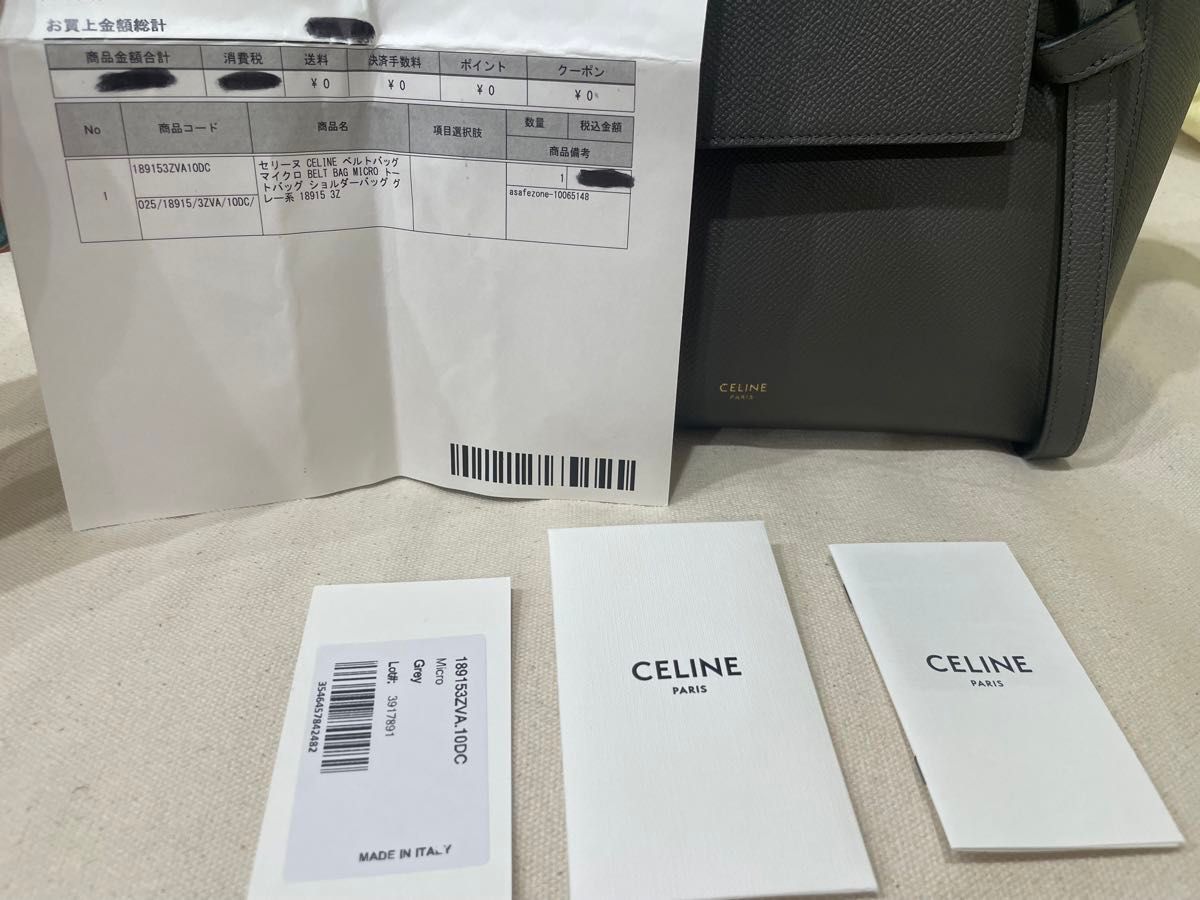 お買上金額総計
商品金額合計 消費税 送料 決済手数料 ポイント クーポン
¥0 ¥0 ¥0 ¥0
No 商品コード 商品名 項目選択肢 数量 税込金額
商品備考
1
189153ZVA10DC
025/18915/3ZVA/10DC/
セリーヌ CELINE ベルトバッグ
マイクロ BELT BAG MICRO トー
トバッグ ショルダーバッグ グ
レー系 18915 3Z
1
asafezone-10065148
CELINE
PARIS
189153ZVA.10DC
Micro
Grey
Lot#: 3917891
3546457842482
MADE IN ITALY
CELINE
PARIS
CELINE
PARIS